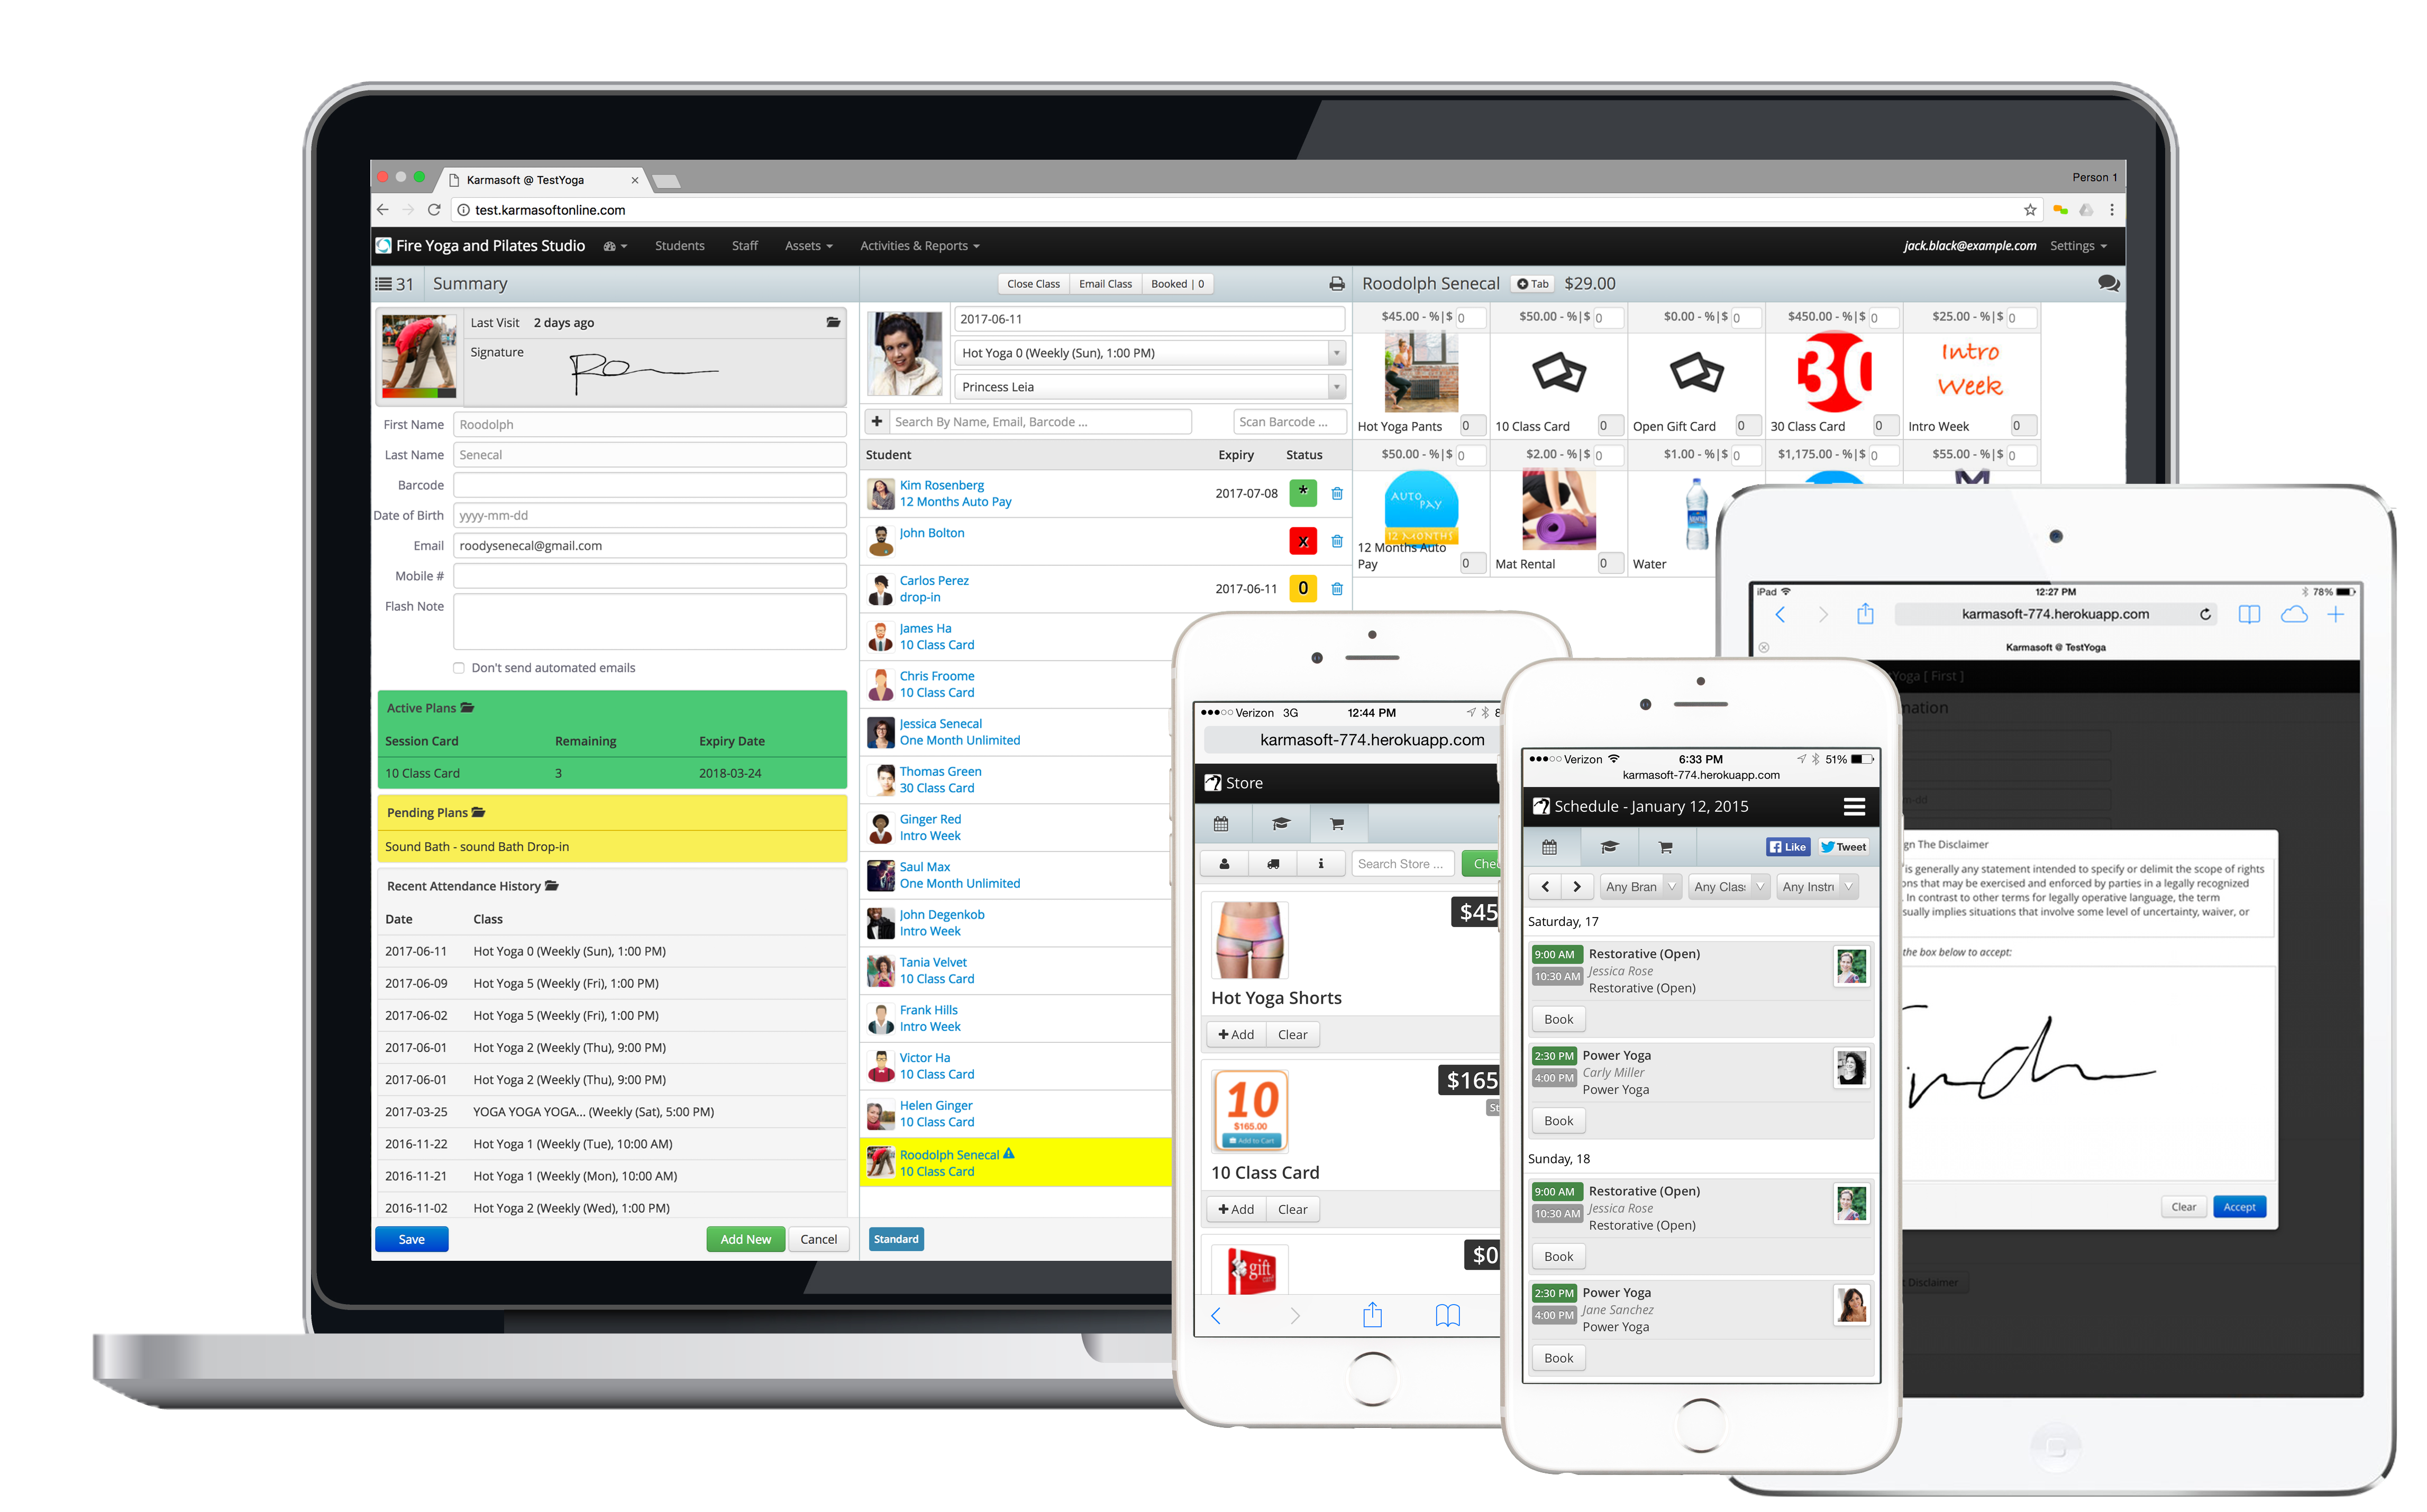 Karmasoft @ TestYoga
Person 1
test.karmasoftonline.com
Fire Yoga and Pilates Studio Students Staff Assets Activities & Reports jack.black@example.com Settings
31 Summary
Last Visit 2 days ago
Signature
First Name Roodolph
Last Name Senecal
Barcode
Date of Birth yyyy-mm-dd
Email roodysenecal@gmail.com
Mobile #
Flash Note
Don't send automated emails
Active Plans
Session Card Remaining Expiry Date
10 Class Card 3 2018-03-24
Pending Plans
Sound Bath - sound Bath Drop-in
Recent Attendance History
Date Class
2017-06-11 Hot Yoga 0 (Weekly (Sun), 1:00 PM)
2017-06-09 Hot Yoga 5 (Weekly (Fri), 1:00 PM)
2017-06-02 Hot Yoga 5 (Weekly (Fri), 1:00 PM)
2017-06-01 Hot Yoga 2 (Weekly (Thu), 9:00 PM)
2017-06-01 Hot Yoga 2 (Weekly (Thu), 9:00 PM)
2017-03-25 YOGA YOGA YOGA... (Weekly (Sat), 5:00 PM)
2016-11-22 Hot Yoga 1 (Weekly (Tue), 10:00 AM)
2016-11-21 Hot Yoga 1 (Weekly (Mon), 10:00 AM)
2016-11-02 Hot Yoga 2 (Weekly (Wed), 1:00 PM)
Save Add New Cancel
Close Class Email Class Booked | 0
2017-06-11
Hot Yoga 0 (Weekly (Sun), 1:00 PM)
Princess Leia
Search By Name, Email, Barcode ... Scan Barcode ...
Student Expiry Status
Kim Rosenberg
12 Months Auto Pay 2017-07-08 *
John Bolton x
Carlos Perez
drop-in 2017-06-11 0
James Ha
10 Class Card
Chris Froome
10 Class Card
Jessica Senecal
One Month Unlimited
Thomas Green
30 Class Card
Ginger Red
Intro Week
Saul Max
One Month Unlimited
John Degenkob
Intro Week
Tania Velvet
10 Class Card
Frank Hills
Intro Week
Victor Ha
10 Class Card
Helen Ginger
10 Class Card
Roodolph Senecal
10 Class Card
Standard
Roodolph Senecal Tab $29.00
$45.00 - %|$ 0 $50.00 - %|$ 0 $0.00 - %|$ 0 $450.00 - %|$ 0 $25.00 - %|$ 0
30
Intro
Week
Hot Yoga Pants 0 10 Class Card 0 Open Gift Card 0 30 Class Card 0 Intro Week 0
$50.00 - %|$ 0 $2.00 - %|$ 0 $1.00 - %|$ 0 $1,175.00 - %|$ 0 $55.00 - %|$ 0
AUTO
PAY
12 MONTHS
12 Months Auto
Pay 0 Mat Rental 0 Water
Verizon 3G 12:44 PM 8
karmasoft-774.herokuapp.com
Store
Search Store ... Chec
$45
Hot Yoga Shorts
Add Clear
$165
St
10
$165.00
Add to Cart
10 Class Card
Add Clear
$0
gift
card
Verizon 6:33 PM 51%
karmasoft-774.herokuapp.com
Schedule - January 12, 2015
Like Tweet
Any Bran Any Clas Any Instr
Saturday, 17
9:00 AM Restorative (Open)
10:30 AM Jessica Rose
Restorative (Open)
Book
2:30 PM Power Yoga
4:00 PM Carly Miller
Power Yoga
Book
Sunday, 18
9:00 AM Restorative (Open)
10:30 AM Jessica Rose
Restorative (Open)
Book
2:30 PM Power Yoga
4:00 PM Jane Sanchez
Power Yoga
Book
iPad 12:27 PM 78%
karmasoft-774.herokuapp.com
Karmasoft @ TestYoga
Yoga [ First ]
mation
m-dd
gn The Disclaimer
is generally any statement intended to specify or delimit the scope of rights
ons that may be exercised and enforced by parties in a legally recognized
. In contrast to other terms for legally operative language, the term
sually implies situations that involve some level of uncertainty, waiver, or
the box below to accept:
Clear Accept
t Disclaimer